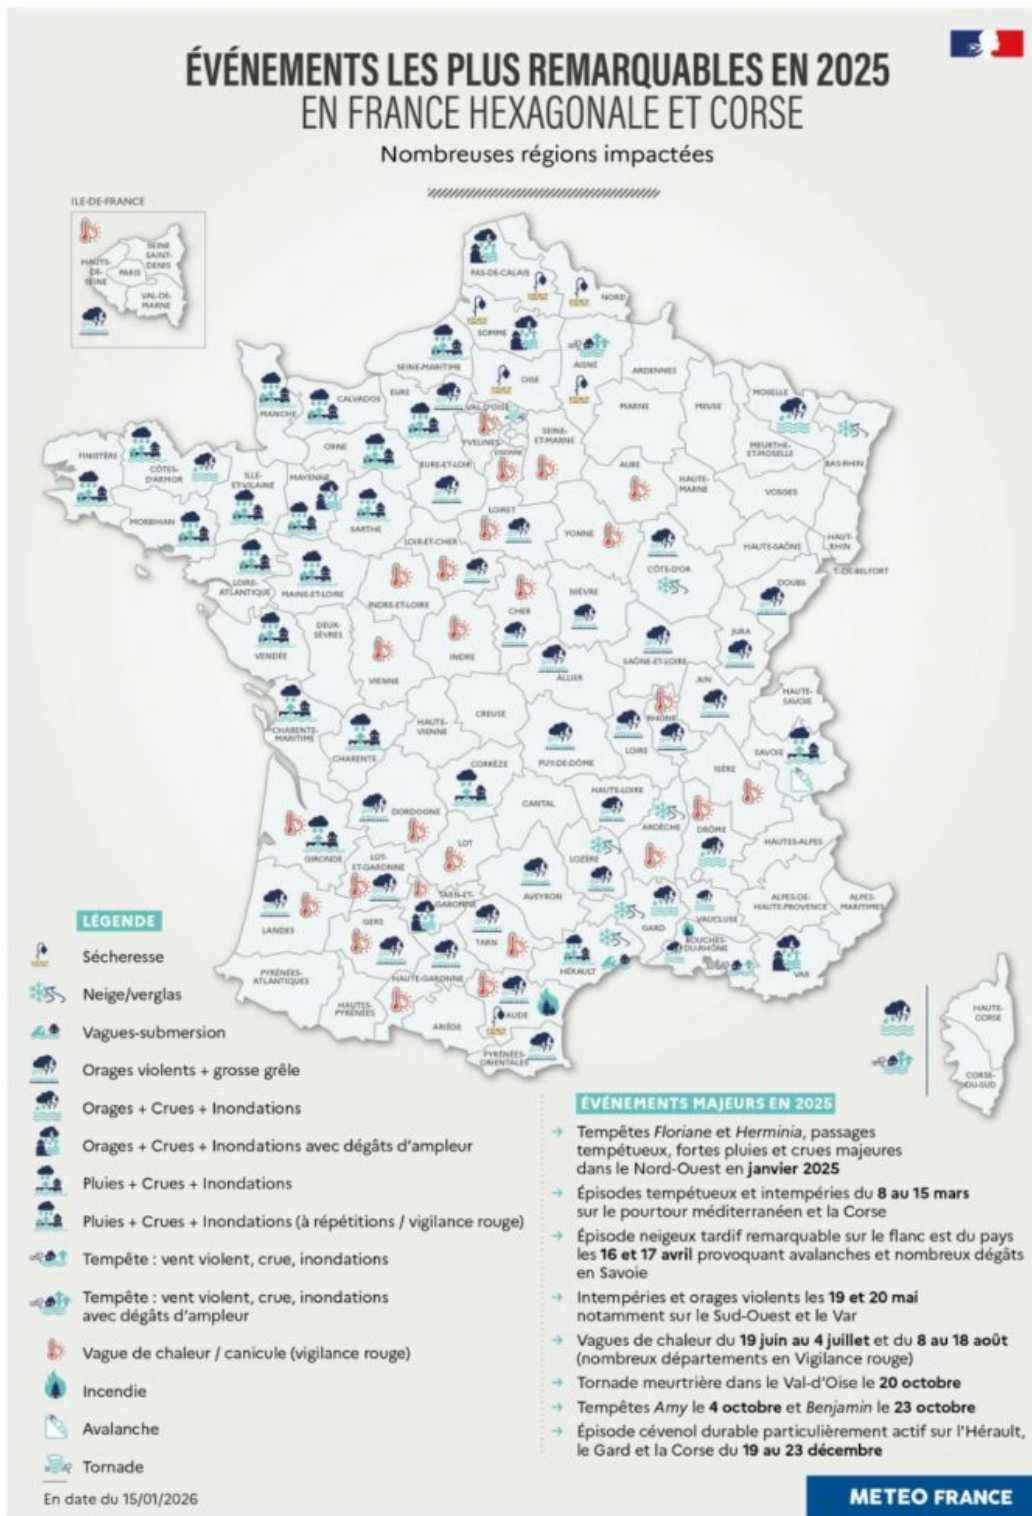 ÉVÉNEMENTS LES PLUS REMARQUABLES EN 2025
EN FRANCE HEXAGONALE ET CORSE
Nombreuses régions impactées
ILE-DE-FRANCE
SEINE
SAINT-
DENIS
HAUTS-
DE-
SEINE
PARIS
VAL-DE-
MARNE
PAS-DE-CALAIS
NORD
SOMME
SEINE-MARITIME
AISNE
ARDENNES
OISE
MANCHE
CALVADOS
EURE
VAL-D'OISE
MARNE
MEUSE
MOSELLE
YVELINES
SEINE-
ET-MARNE
ESSONNE
MEURTHE-
ET-MOSELLE
BAS-RHIN
FINISTÈRE
CÔTES-
D'ARMOR
ILLE-
ET-VILAINE
MAYENNE
ORNE
EURE-ET-LOIR
AUBE
HAUTE-
MARNE
VOSGES
MORBIHAN
SARTHE
LOIRET
LOIR-ET-CHER
YONNE
HAUTE-SAÔNE
HAUT-
RHIN
T.-DE-BELFORT
LOIRE-
ATLANTIQUE
MAINE-ET-LOIRE
INDRE-ET-LOIRE
CHER
NIÈVRE
CÔTE-D'OR
DOUBS
VENDÉE
DEUX-
SÈVRES
VIENNE
INDRE
ALLIER
SAÔNE-ET-LOIRE
JURA
AIN
HAUTE-
SAVOIE
CHARENTE-
MARITIME
CHARENTE
HAUTE-
VIENNE
CREUSE
PUY-DE-DÔME
LOIRE
RHÔNE
SAVOIE
ISÈRE
CORRÈZE
CANTAL
HAUTE-LOIRE
DORDOGNE
GIRONDE
LOT
LOT-
ET-GARONNE
AVEYRON
LOZÈRE
ARDÈCHE
DRÔME
HAUTES-ALPES
LANDES
GERS
TARN-ET-
GARONNE
TARN
GARD
VAUCLUSE
ALPES-DE-
HAUTE-PROVENCE
ALPES-
MARITIMES
BOUCHES-
DU-RHÔNE
VAR
HÉRAULT
PYRÉNÉES-
ATLANTIQUES
HAUTES-
PYRÉNÉES
HAUTE-GARONNE
ARIÈGE
AUDE
PYRÉNÉES-
ORIENTALES
HAUTE-
CORSE
CORSE-
DU-SUD
LÉGENDE
Sécheresse
Neige/verglas
Vagues-submersion
Orages violents + grosse grêle
Orages + Crues + Inondations
Orages + Crues + Inondations avec dégâts d'ampleur
Pluies + Crues + Inondations
Pluies + Crues + Inondations (à répétitions / vigilance rouge)
Tempête : vent violent, crue, inondations
Tempête : vent violent, crue, inondations
avec dégâts d'ampleur
Vague de chaleur / canicule (vigilance rouge)
Incendie
Avalanche
Tornade
En date du 15/01/2026
ÉVÉNEMENTS MAJEURS EN 2025
→ Tempêtes Floriane et Herminia, passages
tempétueux, fortes pluies et crues majeures
dans le Nord-Ouest en janvier 2025
→ Épisodes tempétueux et intempéries du 8 au 15 mars
sur le pourtour méditerranéen et la Corse
→ Épisode neigeux tardif remarquable sur le flanc est du pays
les 16 et 17 avril provoquant avalanches et nombreux dégâts
en Savoie
→ Intempéries et orages violents les 19 et 20 mai
notamment sur le Sud-Ouest et le Var
→ Vagues de chaleur du 19 juin au 4 juillet et du 8 au 18 août
(nombreux départements en Vigilance rouge)
→ Tornade meurtrière dans le Val-d'Oise le 20 octobre
→ Tempêtes Amy le 4 octobre et Benjamin le 23 octobre
→ Épisode cévenol durable particulièrement actif sur l'Hérault,
le Gard et la Corse du 19 au 23 décembre
METEO FRANCE